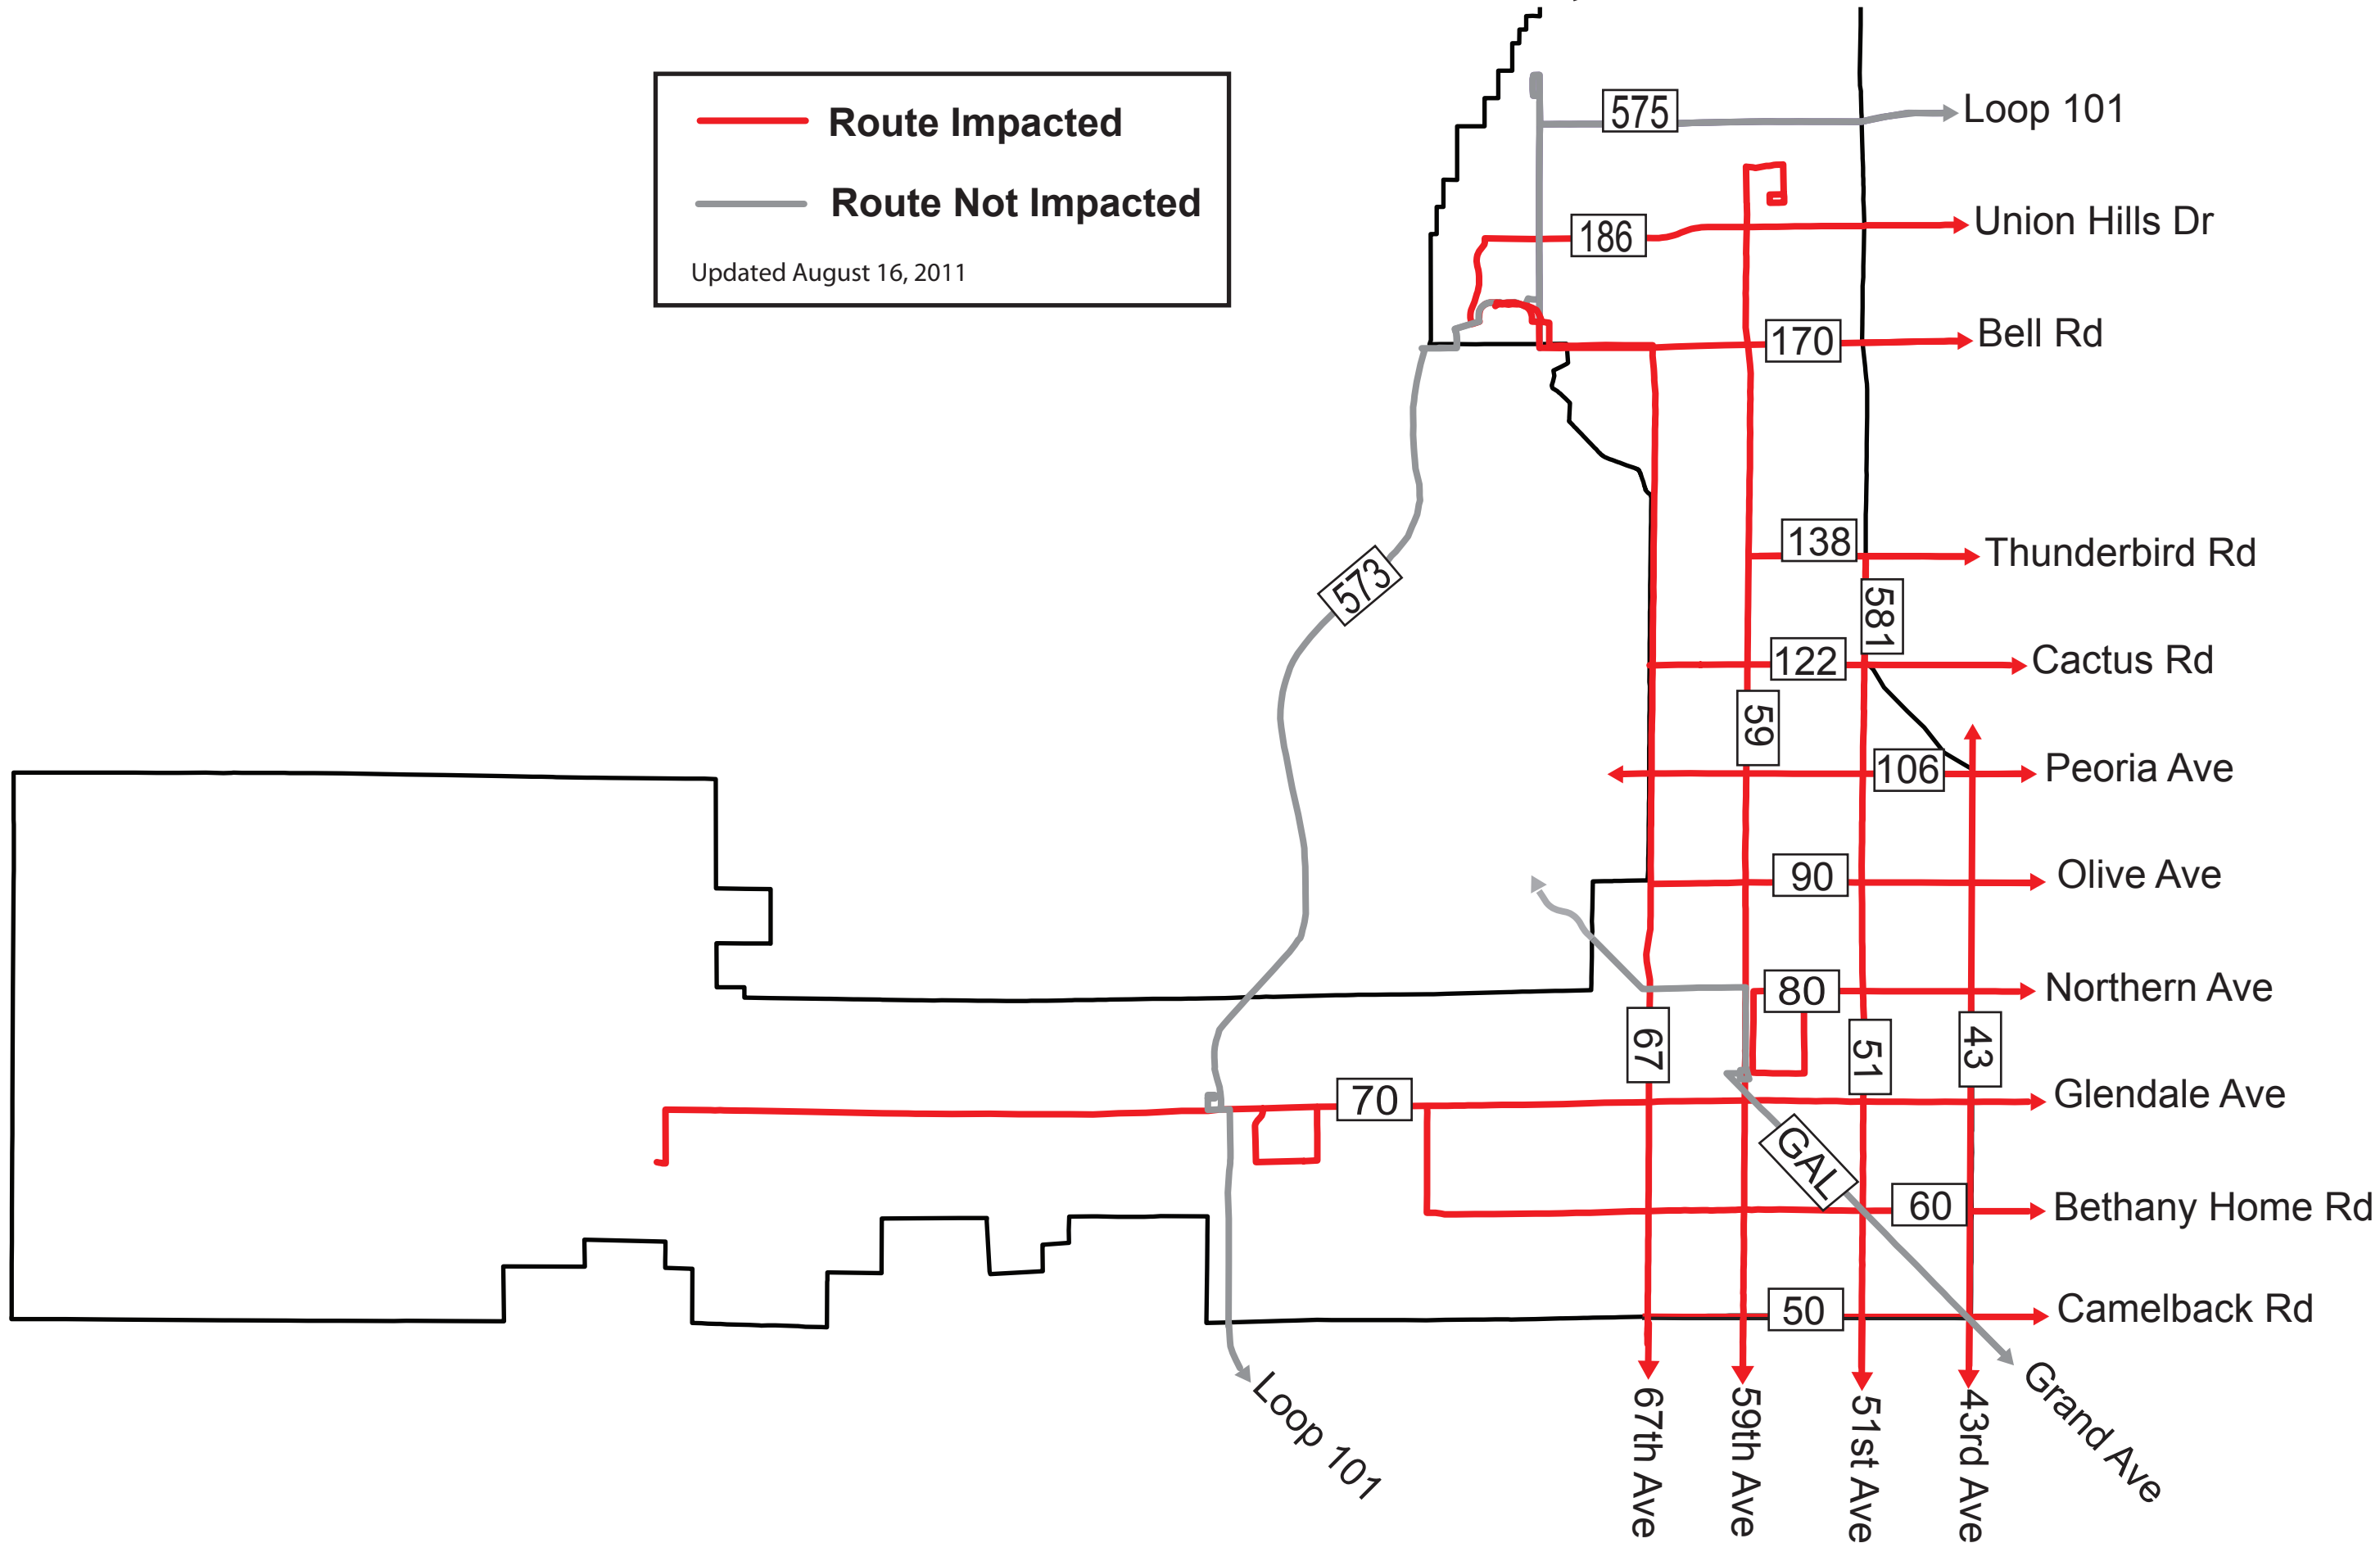 Route Impacted
Route Not Impacted
Updated August 16, 2011
575
Loop 101
186
Union Hills Dr
170
Bell Rd
138
Thunderbird Rd
573
581
122
Cactus Rd
59
106
Peoria Ave
90
Olive Ave
80
Northern Ave
67
51
43
70
Glendale Ave
GAL
60
Bethany Home Rd
50
Camelback Rd
Loop 101
67th Ave
59th Ave
51st Ave
43rd Ave
Grand Ave